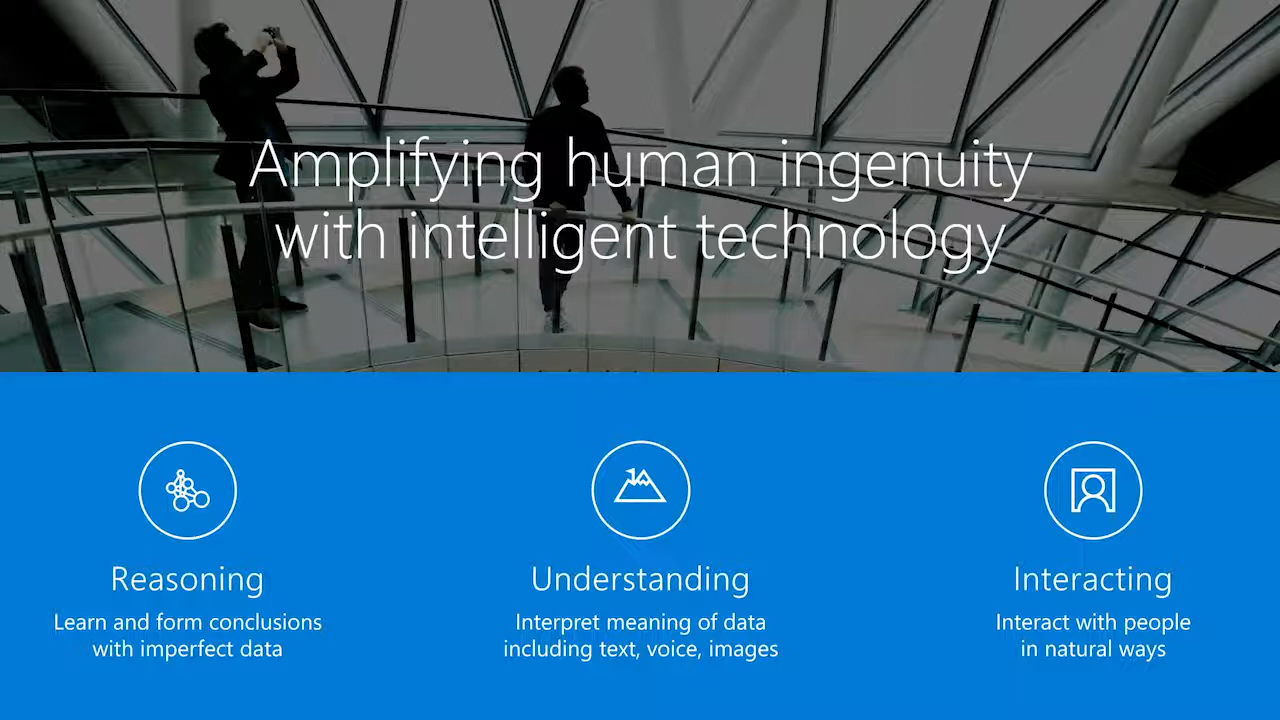 Amplifying human ingenuity
with intelligent technology
Reasoning
Learn and form conclusions
with imperfect data
Understanding
Interpret meaning of data
including text, voice, images
Interacting
Interact with people
in natural ways